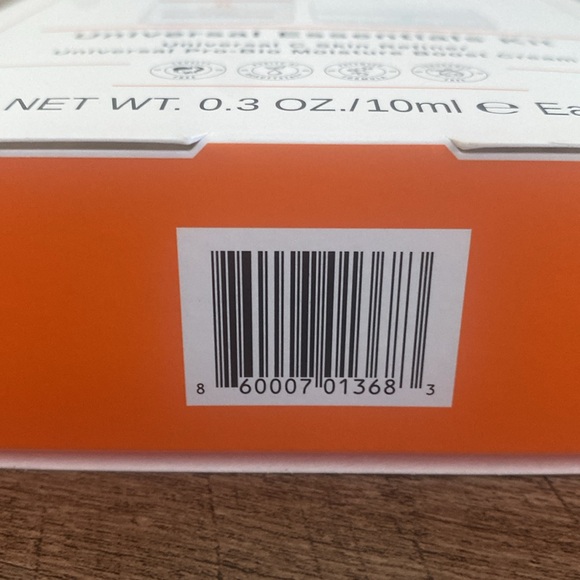 Universal Essentials Kit
Universal C Skin Refiner
Universal Pro-Bio Moisture Boost Cream
NET WT. 0.3 OZ./10ml ℮ Ea
8 60007 01368 3